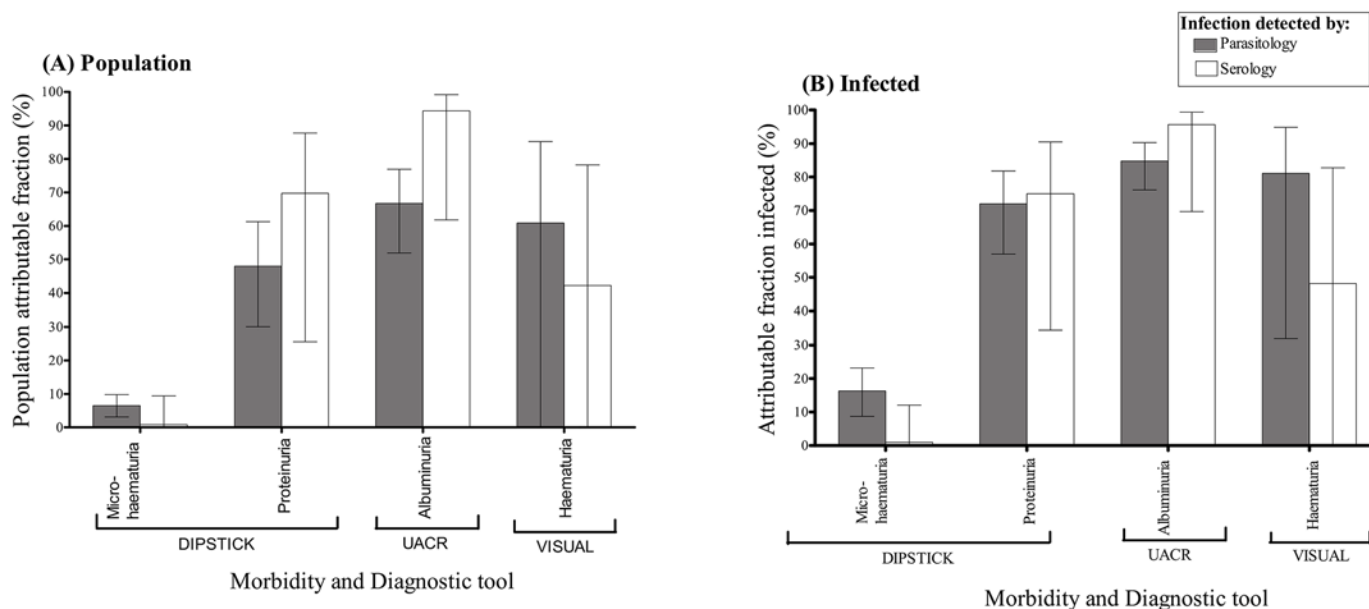 Infection detected by:
Parasitology
Serology
(A) Population
Population attributable fraction (%)
100
90
80
70
60
50
40
30
20
10
0
Micro-
haematuria
Proteinuria
Albuminuria
Haematuria
DIPSTICK
UACR
VISUAL
Morbidity and Diagnostic tool
(B) Infected
Attributable fraction infected (%)
100
90
80
70
60
50
40
30
20
10
0
Micro-
haematuria
Proteinuria
Albuminuria
Haematuria
DIPSTICK
UACR
VISUAL
Morbidity and Diagnostic tool